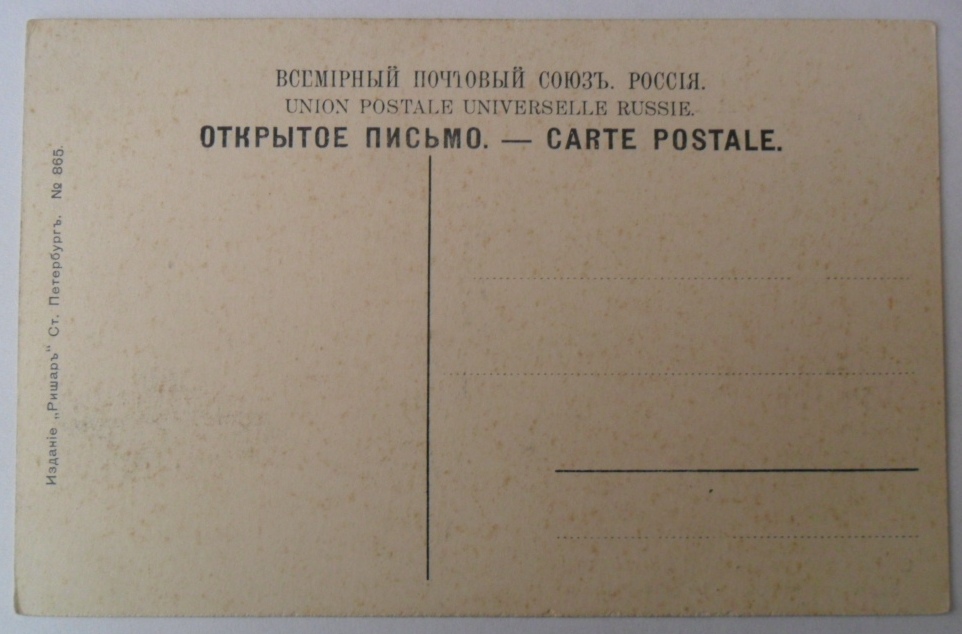 ВСЕМІРНЫЙ ПОЧТОВЫЙ СОЮЗЪ. РОССІЯ.
UNION POSTALE UNIVERSELLE RUSSIE.
ОТКРЫТОЕ ПИСЬМО. — CARTE POSTALE.
Изданіе „Ришаръ" Ст. Петербургъ. № 865.